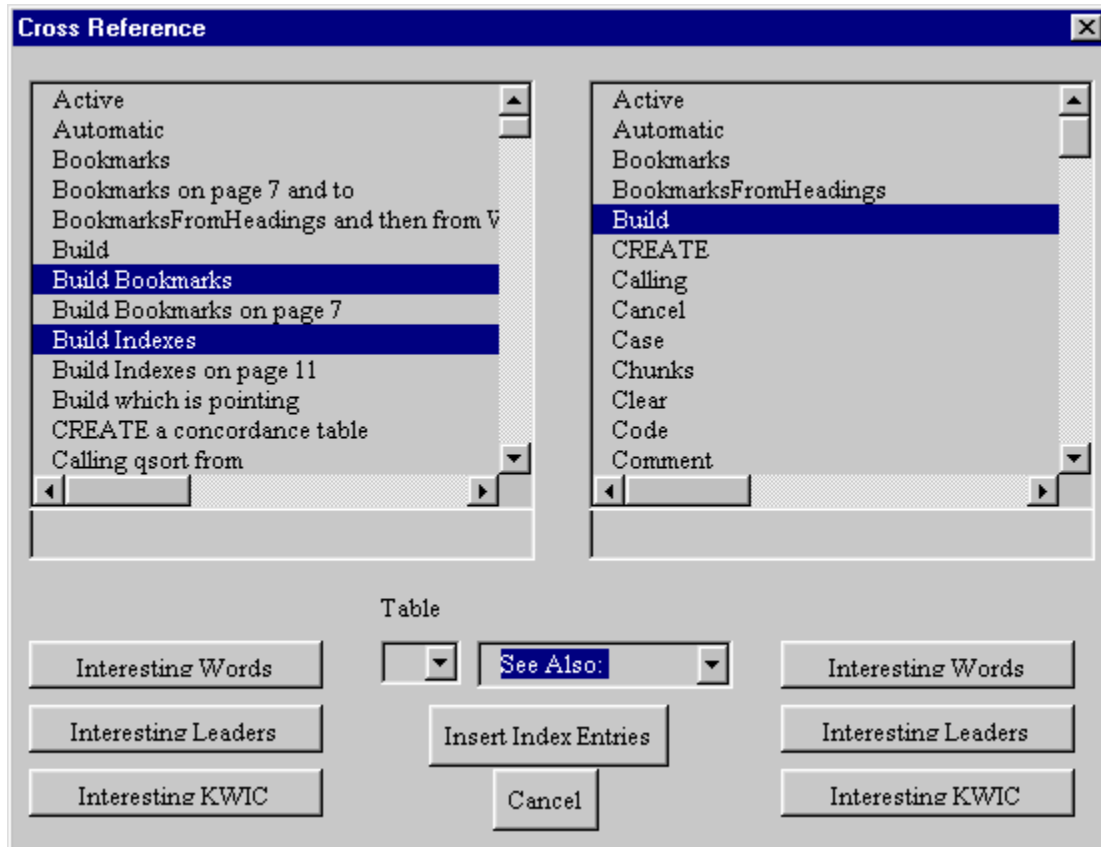 Cross Reference
Active
Automatic
Bookmarks
Bookmarks on page 7 and to
BookmarksFromHeadings and then from
Build
Build Bookmarks
Build Bookmarks on page 7
Build Indexes
Build Indexes on page 11
Build which is pointing
CREATE a concordance table
Calling qsort from
Active
Automatic
Bookmarks
BookmarksFromHeadings
Build
CREATE
Calling
Cancel
Case
Chunks
Clear
Code
Comment
Table
See Also:
Interesting Words
Interesting Leaders
Interesting KWIC
Insert Index Entries
Cancel
Interesting Words
Interesting Leaders
Interesting KWIC